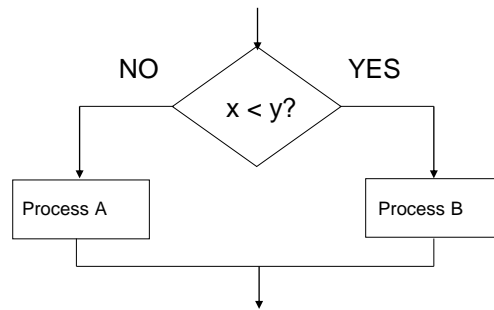 NO
YES
x < y?
Process A
Process B